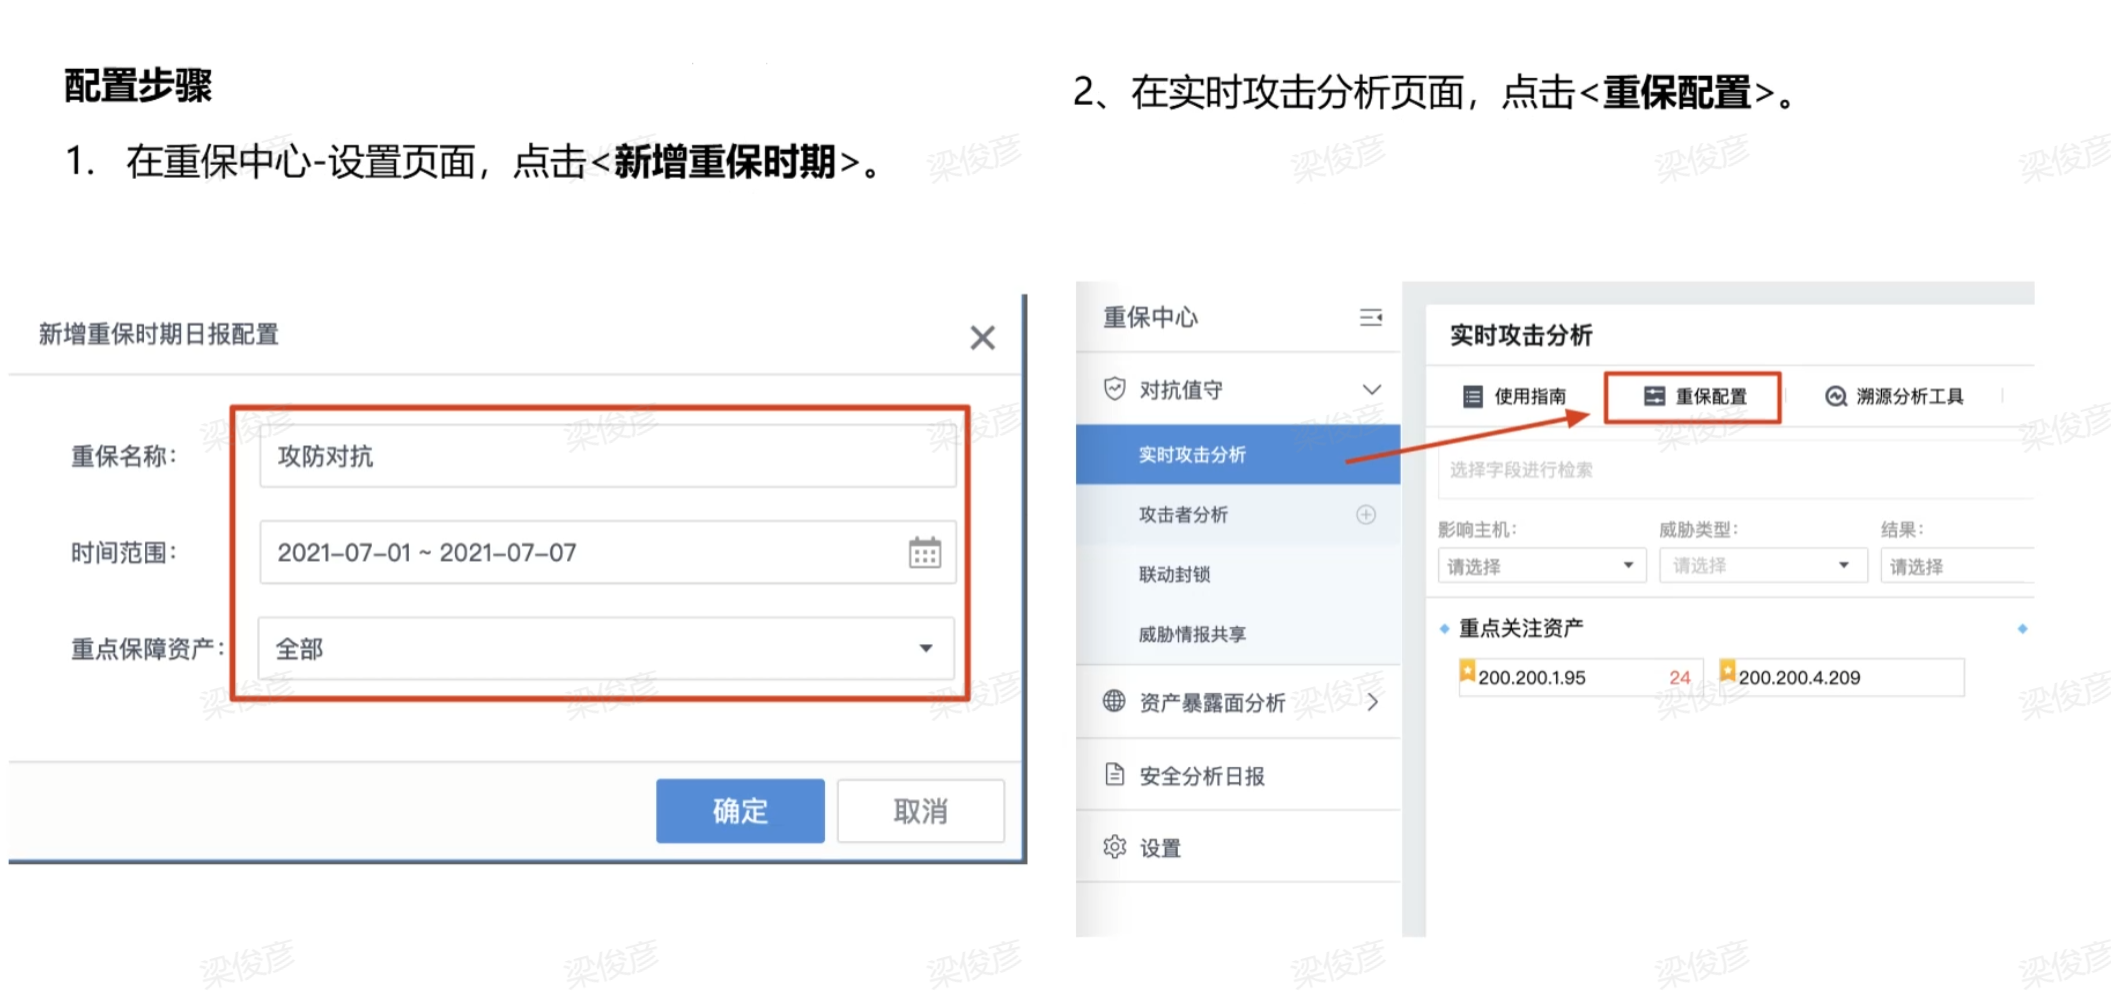 配置步骤
1. 在重保中心-设置页面，点击<新增重保时期>。
新增重保时期日报配置
重保名称：
攻防对抗
时间范围：
2021-07-01 ~ 2021-07-07
重点保障资产：
全部
确定
取消
2、在实时攻击分析页面，点击<重保配置>。
重保中心
对抗值守
实时攻击分析
攻击者分析
联动封锁
威胁情报共享
资产暴露面分析
安全分析日报
设置
实时攻击分析
使用指南 重保配置 溯源分析工具
选择字段进行检索
影响主机： 威胁类型： 结果：
请选择 请选择 请选择
重点关注资产
200.200.1.95 24 200.200.4.209
梁俊彦